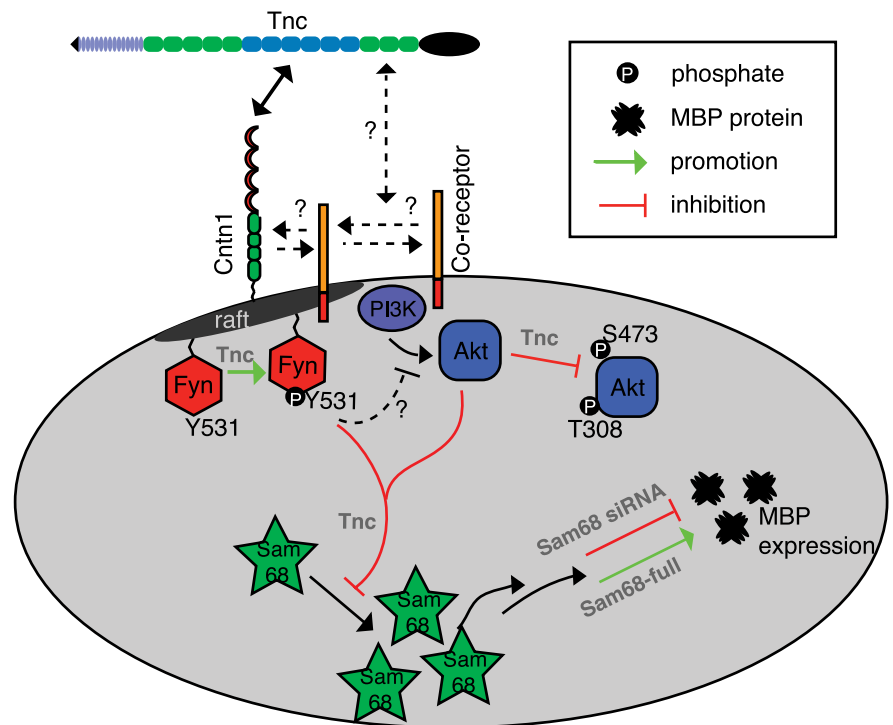 Tnc
P phosphate
MBP protein
promotion
inhibition
?
?
?
Cntn1
Co-receptor
raft
PI3K
Fyn
Tnc
Fyn
P
Y531
Y531
?
Akt
Tnc
P
S473
Akt
P
T308
Tnc
Sam
68
Sam
68
Sam
68
Sam
68
Sam68 siRNA
Sam68-full
MBP
expression